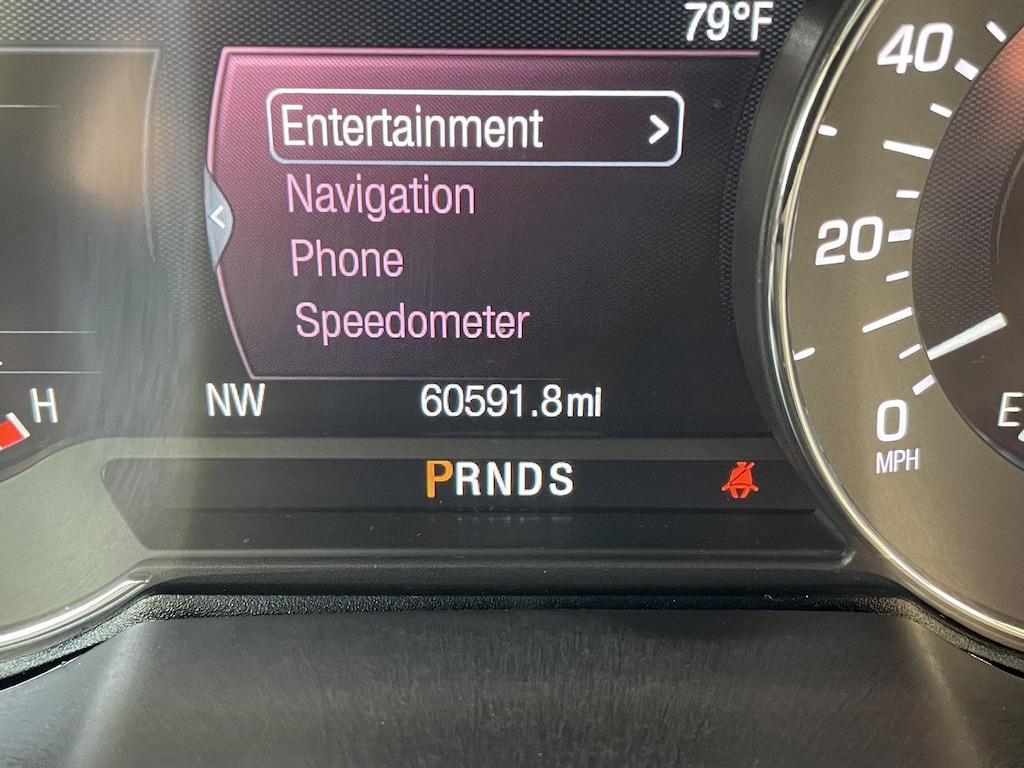 79°F
40
Entertainment >
Navigation
<
20
Phone
Speedometer
H
NW 60591.8mi
0
E
MPH
PRNDS